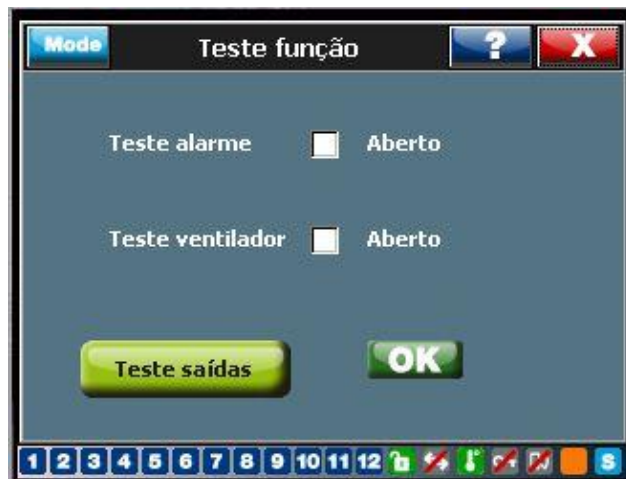 Mode Teste função ? X
Teste alarme Aberto
Teste ventilador Aberto
Teste saídas OK
1 2 3 4 5 6 7 8 9 10 11 12 S